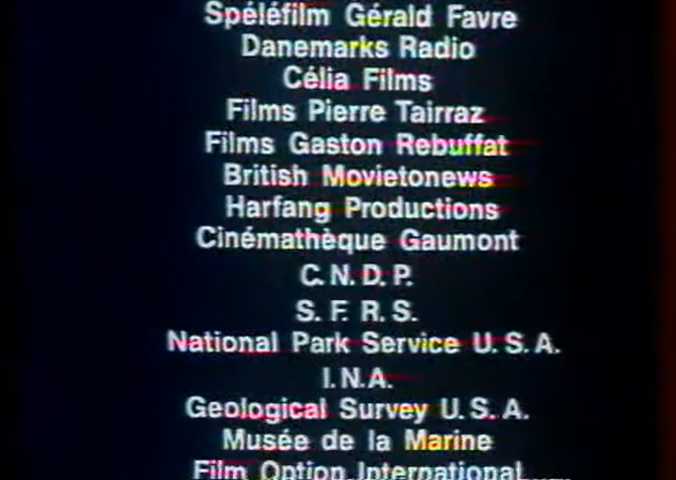 Spéléfilm Gérald Favre
Danemarks Radio
Célia Films
Films Pierre Tairraz
Films Gaston Rebuffat
British Movietonews
Harfang Productions
Cinémathèque Gaumont
C.N.D.P.
S.F.R.S.
National Park Service U.S.A.
I.N.A.
Geological Survey U.S.A.
Musée de la Marine
Film Option International